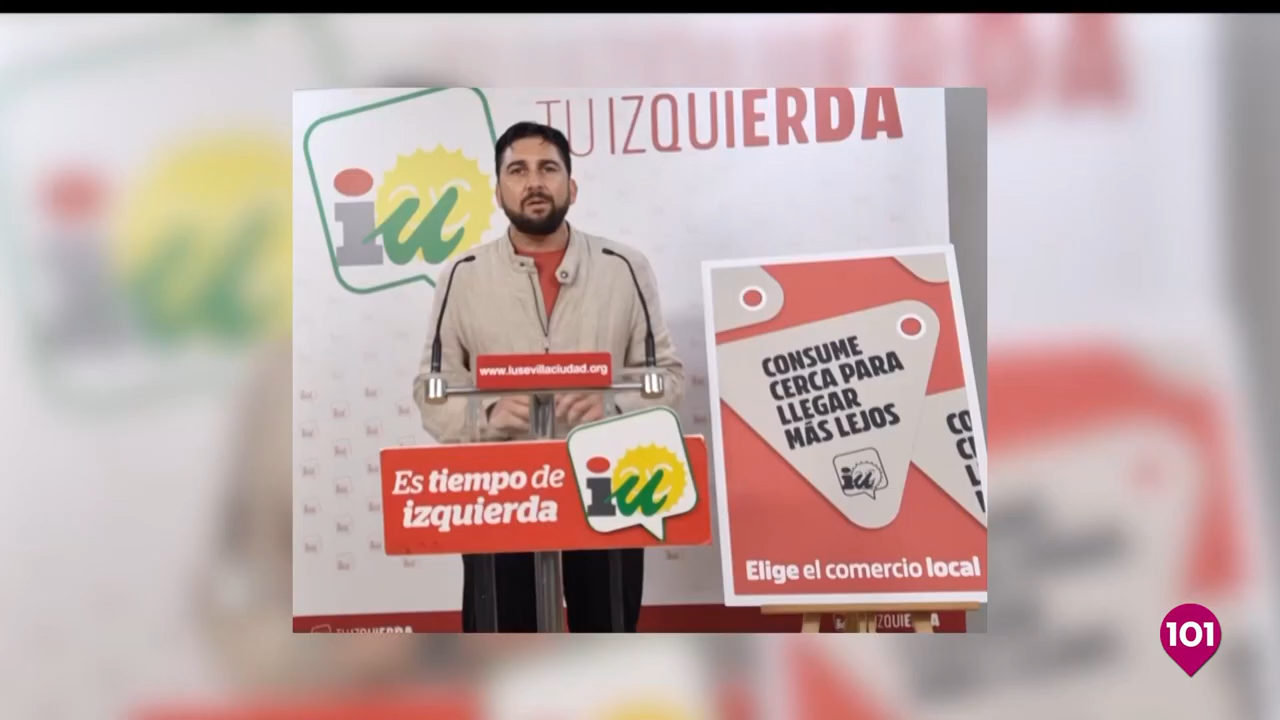 TU IZQUIERDA
iu
www.iusevillaciudad.org
Es tiempo de
izquierda
iu
CONSUME
CERCA PARA
LLEGAR
MÁS LEJOS
iu
CO
Elige el comercio local
TU IZQUIERDA
101